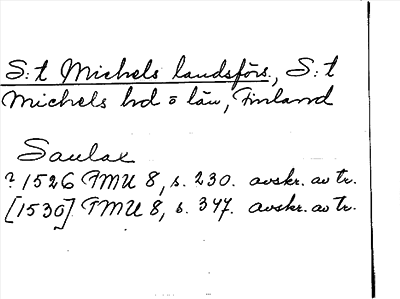 S:t Michels landsförs., S:t
Michels hd o län, Finland
Saulax
? 1526 FMU 8, s. 230. avskr. av tr.
[1530] FMU 8, s. 347. avskr. av tr.